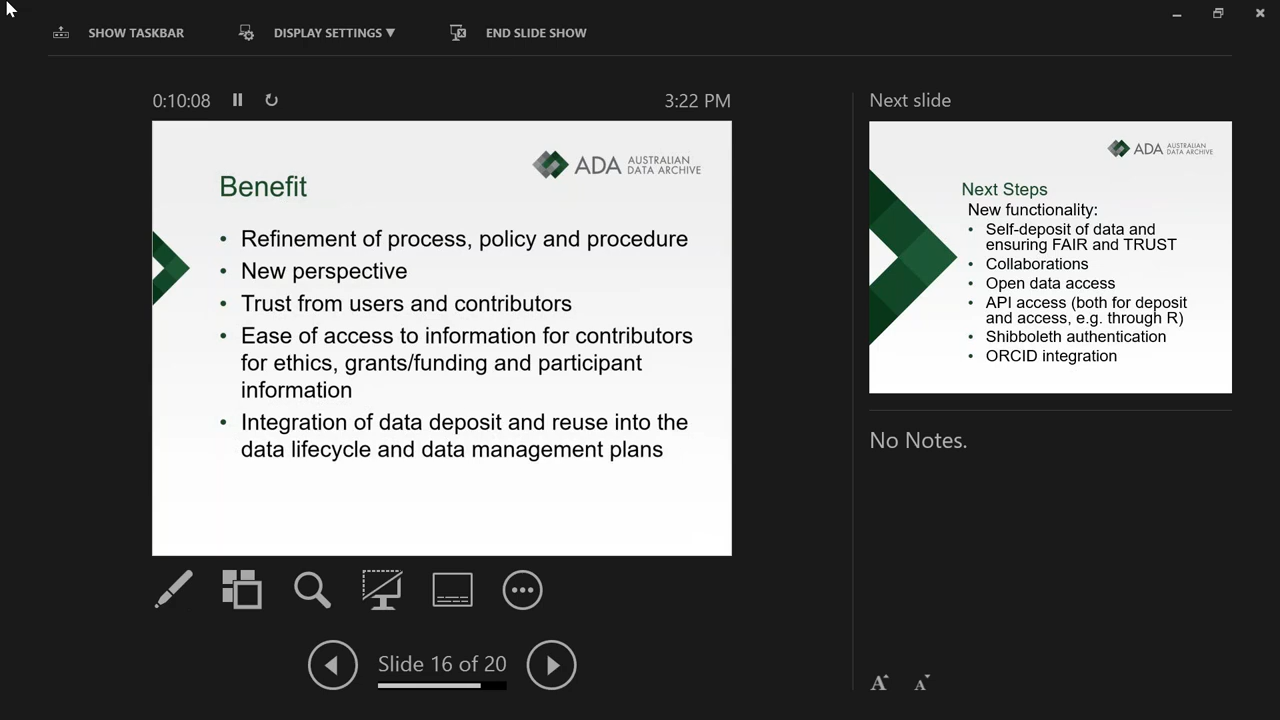 SHOW TASKBAR
DISPLAY SETTINGS ▼
END SLIDE SHOW
0:10:08
3:22 PM
ADA AUSTRALIAN
DATA ARCHIVE
Benefit
• Refinement of process, policy and procedure
• New perspective
• Trust from users and contributors
• Ease of access to information for contributors
for ethics, grants/funding and participant
information
• Integration of data deposit and reuse into the
data lifecycle and data management plans
Slide 16 of 20
Next slide
ADA AUSTRALIAN
DATA ARCHIVE
Next Steps
New functionality:
• Self-deposit of data and
ensuring FAIR and TRUST
• Collaborations
• Open data access
• API access (both for deposit
and access, e.g. through R)
• Shibboleth authentication
• ORCID integration
No Notes.
A A